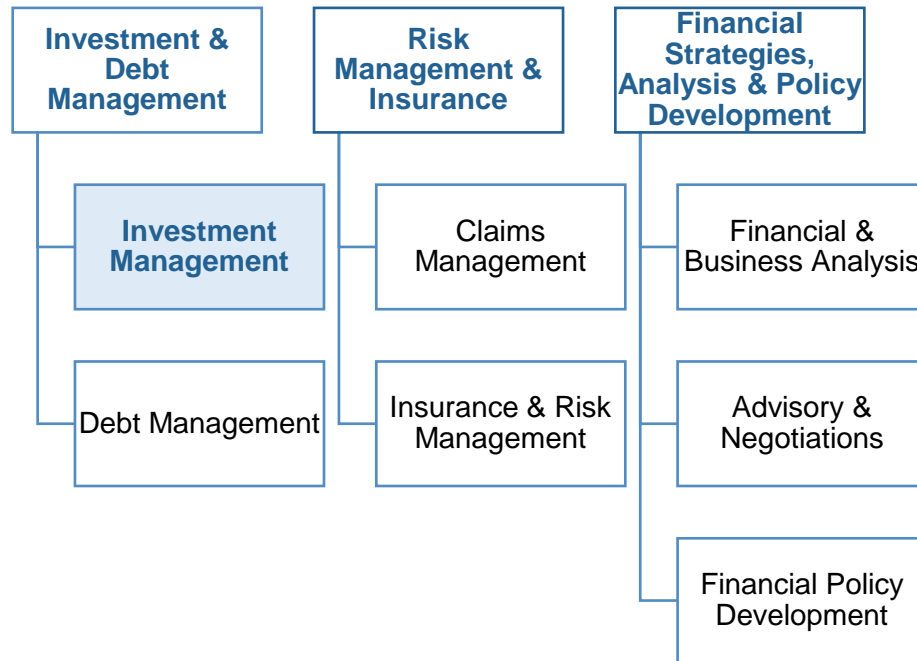 Investment &
Debt
Management
Risk
Management &
Insurance
Financial
Strategies,
Analysis & Policy
Development
Investment
Management
Claims
Management
Financial &
Business Analysis
Debt Management
Insurance & Risk
Management
Advisory &
Negotiations
Financial Policy
Development